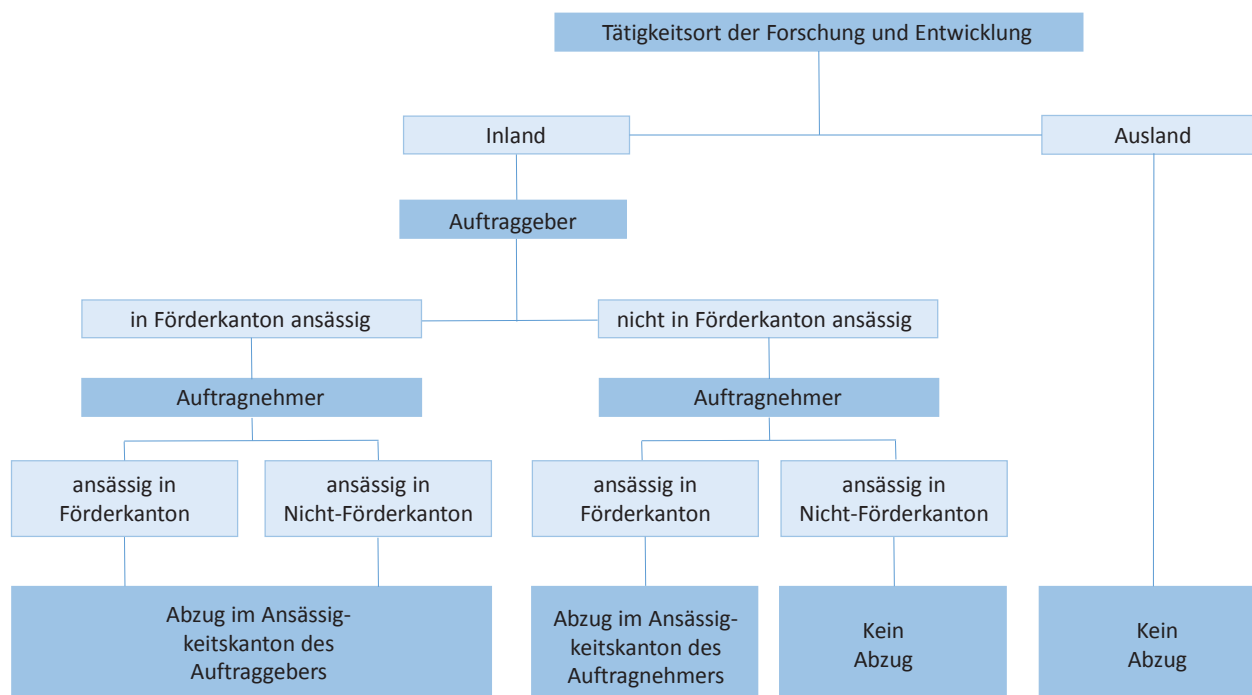 Tätigkeitsort der Forschung und Entwicklung
Inland
Ausland
Auftraggeber
in Förderkanton ansässig
nicht in Förderkanton ansässig
Auftragnehmer
Auftragnehmer
ansässig in
Förderkanton
ansässig in
Nicht-Förderkanton
ansässig in
Förderkanton
ansässig in
Nicht-Förderkanton
Abzug im Ansässig-
keitskanton des
Auftraggebers
Abzug im Ansässig-
keitskanton des
Auftragnehmers
Kein
Abzug
Kein
Abzug